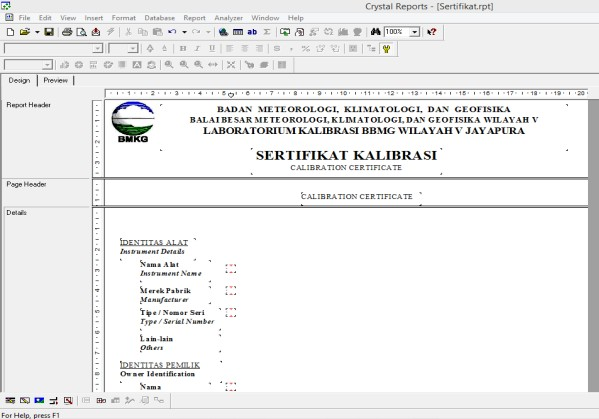 Crystal Reports - [Sertifikat.rpt]
File Edit View Insert Format Database Report Analyzer Window Help
100%
Design Preview
Report Header
BMKG
BADAN METEOROLOGI, KLIMATOLOGI, DAN GEOFISIKA
BALAI BESAR METEOROLOGI, KLIMATOLOGI, DAN GEOFISIKA WILAYAH V
LABORATORIUM KALIBRASI BBMG WILAYAH V JAYAPURA
SERTIFIKAT KALIBRASI
CALIBRATION CERTIFICATE
Page Header
CALIBRATION CERTIFICATE
Details
IDENTITAS ALAT
Instrument Details
Nama Alat
Instrument Name
Merek Pabrik
Manufacturer
Tipe / Nomor Seri
Type / Serial Number
Lain-lain
Others
IDENTITAS PEMILIK
Owner Identification
Nama
For Help, press F1